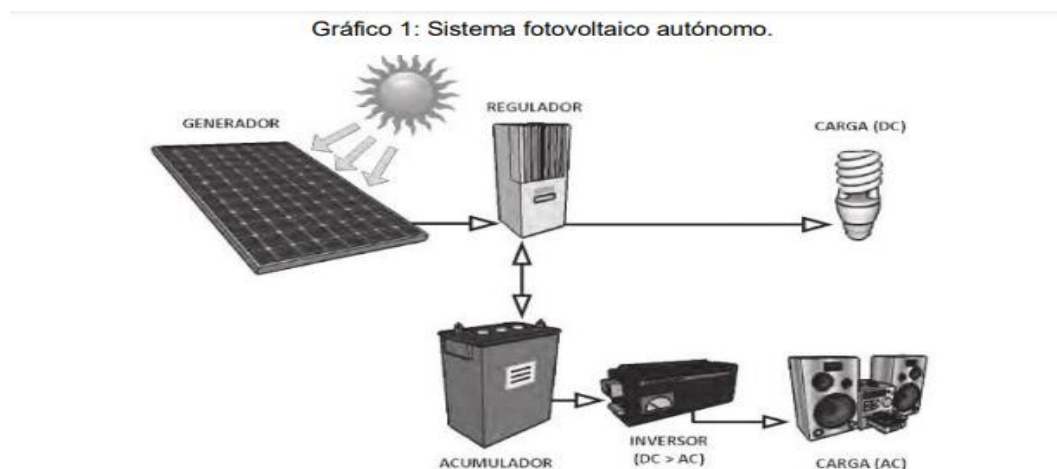 Gráfico 1: Sistema fotovoltaico autónomo.
GENERADOR
REGULADOR
CARGA (DC)
ACUMULADOR
INVERSOR
(DC > AC)
CARGA (AC)